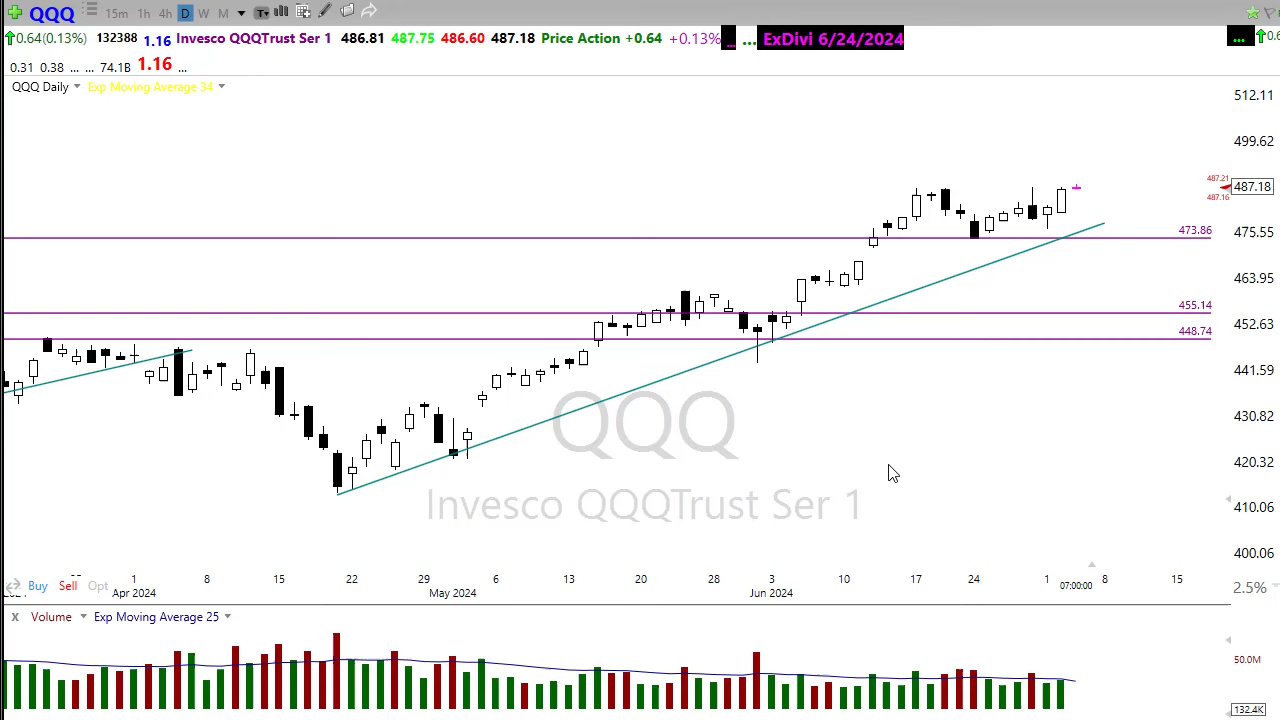 QQQ 15m 1h 4h D W M T
0.64(0.13%) 132388 1.16 Invesco QQQTrust Ser 1 486.81 487.75 486.60 487.18 Price Action +0.64 +0.13% ... ... ExDivi 6/24/2024 ... 0.6
0.31 0.38 ... ... 74.1B 1.16 ...
QQQ Daily Exp Moving Average 34
512.11
499.62
487.21
487.18
487.16
473.86
475.55
463.95
455.14
452.63
448.74
441.59
430.82
420.32
410.06
400.06
QQQ
Invesco QQQTrust Ser 1
1 8 15 22 29 6 13 20 28 3 10 17 24 1 8 15
Buy Sell Opt 07:00:00 2.5%
Apr 2024 May 2024 Jun 2024
X Volume Exp Moving Average 25
50.0M
132.4K